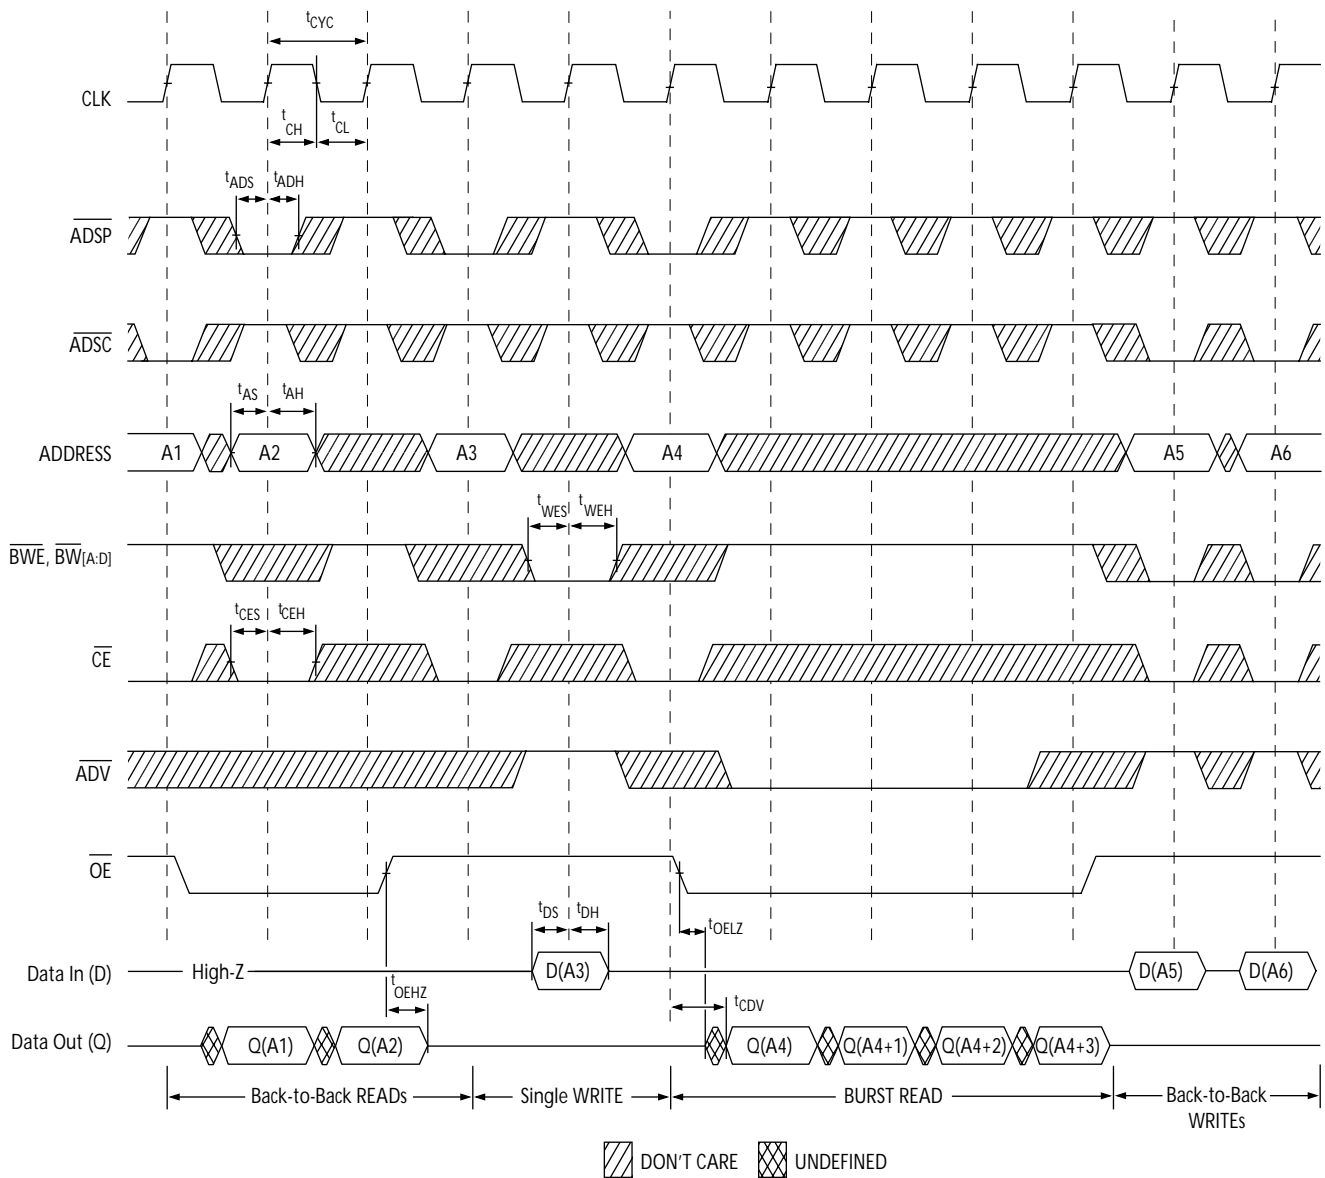 tCYC
CLK
tCH
tCL
tADS
tADH
ADSP
ADSC
tAS
tAH
ADDRESS
A1
A2
A3
A4
A5
A6
tWES
tWEH
BWE, BW[A:D]
tCES
tCEH
CE
ADV
OE
tDS
tDH
tOELZ
Data In (D)
High-Z
D(A3)
D(A5)
D(A6)
tOEHZ
tCDV
Data Out (Q)
Q(A1)
Q(A2)
Q(A4)
Q(A4+1)
Q(A4+2)
Q(A4+3)
Back-to-Back READs
Single WRITE
BURST READ
Back-to-Back
WRITEs
DON'T CARE
UNDEFINED